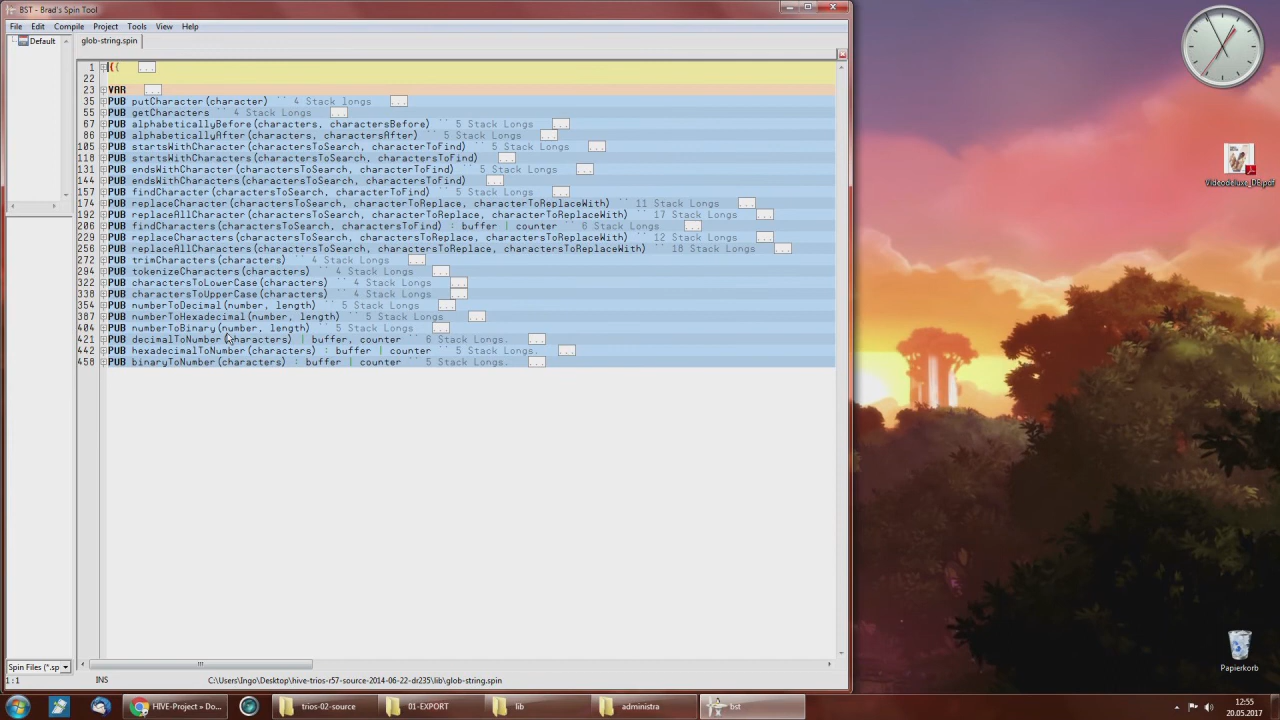 BST - Brad's Spin Tool
File Edit Compile Project Tools View Help
Default
glob-string.spin
1 {{ ...
22
23 VAR ...
35 PUB putCharacter(character) '' 4 Stack longs ...
55 PUB getCharacters '' 4 Stack Longs ...
67 PUB alphabeticallyBefore(characters, charactersBefore) '' 5 Stack Longs ...
86 PUB alphabeticallyAfter(characters, charactersAfter) '' 5 Stack Longs ...
105 PUB startsWithCharacter(charactersToSearch, characterToFind) '' 5 Stack Longs ...
118 PUB startsWithCharacters(charactersToSearch, charactersToFind) ...
131 PUB endsWithCharacter(charactersToSearch, characterToFind) '' 5 Stack Longs ...
144 PUB endsWithCharacters(charactersToSearch, charactersToFind) ...
157 PUB findCharacter(charactersToSearch, characterToFind) '' 5 Stack Longs ...
174 PUB replaceCharacter(charactersToSearch, characterToReplace, characterToReplaceWith) '' 11 Stack Longs ...
192 PUB replaceAllCharacter(charactersToSearch, characterToReplace, characterToReplaceWith) '' 17 Stack Longs ...
206 PUB findCharacters(charactersToSearch, charactersToFind) : buffer | counter '' 6 Stack Longs ...
229 PUB replaceCharacters(charactersToSearch, charactersToReplace, charactersToReplaceWith) '' 12 Stack Longs ...
256 PUB replaceAllCharacters(charactersToSearch, charactersToReplace, charactersToReplaceWith) '' 18 Stack Longs ...
272 PUB trimCharacters(characters) '' 4 Stack Longs ...
294 PUB tokenizeCharacters(characters) '' 4 Stack Longs ...
322 PUB charactersToLowerCase(characters) '' 4 Stack Longs ...
338 PUB charactersToUpperCase(characters) '' 4 Stack Longs ...
354 PUB numberToDecimal(number, length) '' 5 Stack Longs ...
387 PUB numberToHexadecimal(number, length) '' 5 Stack Longs ...
404 PUB numberToBinary(number, length) '' 5 Stack Longs ...
421 PUB decimalToNumber(characters) | buffer, counter '' 6 Stack Longs. ...
442 PUB hexadecimalToNumber(characters) : buffer | counter '' 5 Stack Longs. ...
458 PUB binaryToNumber(characters) : buffer | counter '' 5 Stack Longs. ...
Spin Files (*.sp
1 : 1 INS C:\Users\Ingo\Desktop\hive-trios-r57-source-2014-06-22-dr235\lib\glob-string.spin
Videodeluxe_DE.pdf
Papierkorb
HIVE-Project » Do...
trios-02-source
01-EXPORT
lib
administra
bst
12:55
20.05.2017